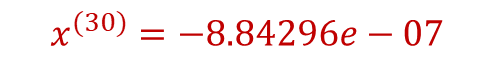 x^{(30)} = −8.84296e − 07